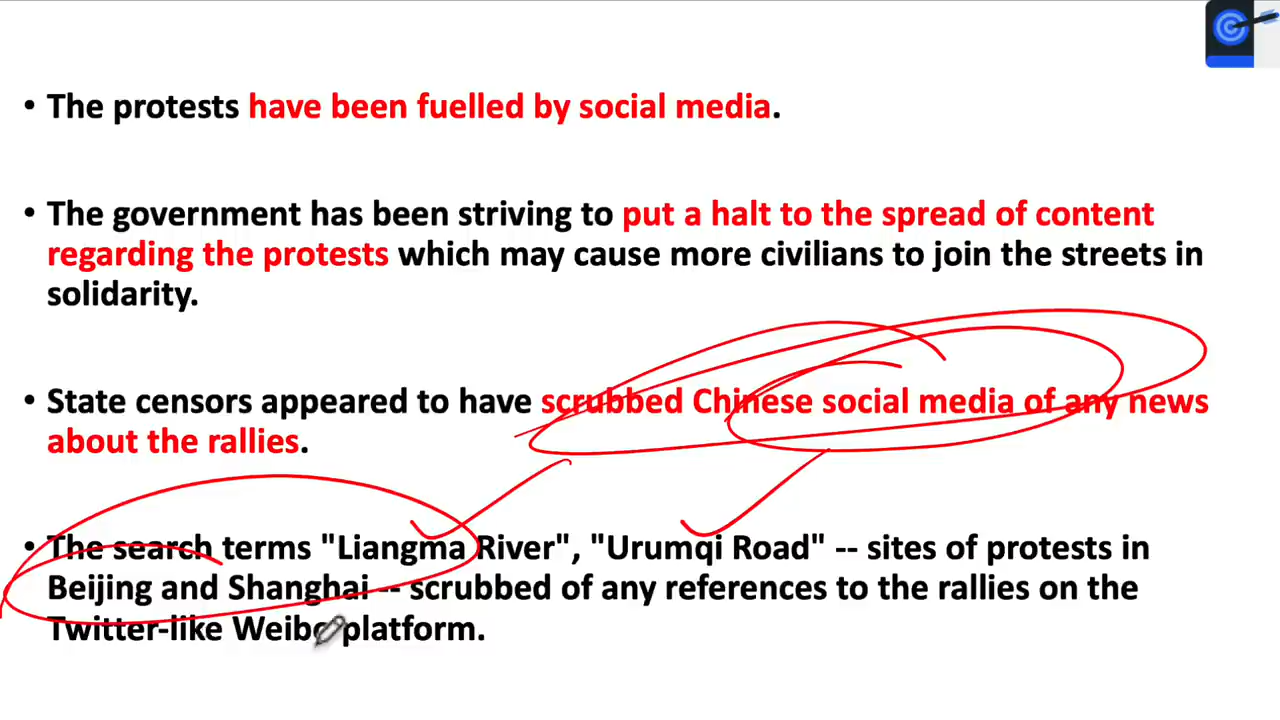 • The protests have been fuelled by social media.
• The government has been striving to put a halt to the spread of content
regarding the protests which may cause more civilians to join the streets in
solidarity.
• State censors appeared to have scrubbed Chinese social media of any news
about the rallies.
• The search terms "Liangma River", "Urumqi Road" -- sites of protests in
Beijing and Shanghai -- scrubbed of any references to the rallies on the
Twitter-like Weibo platform.